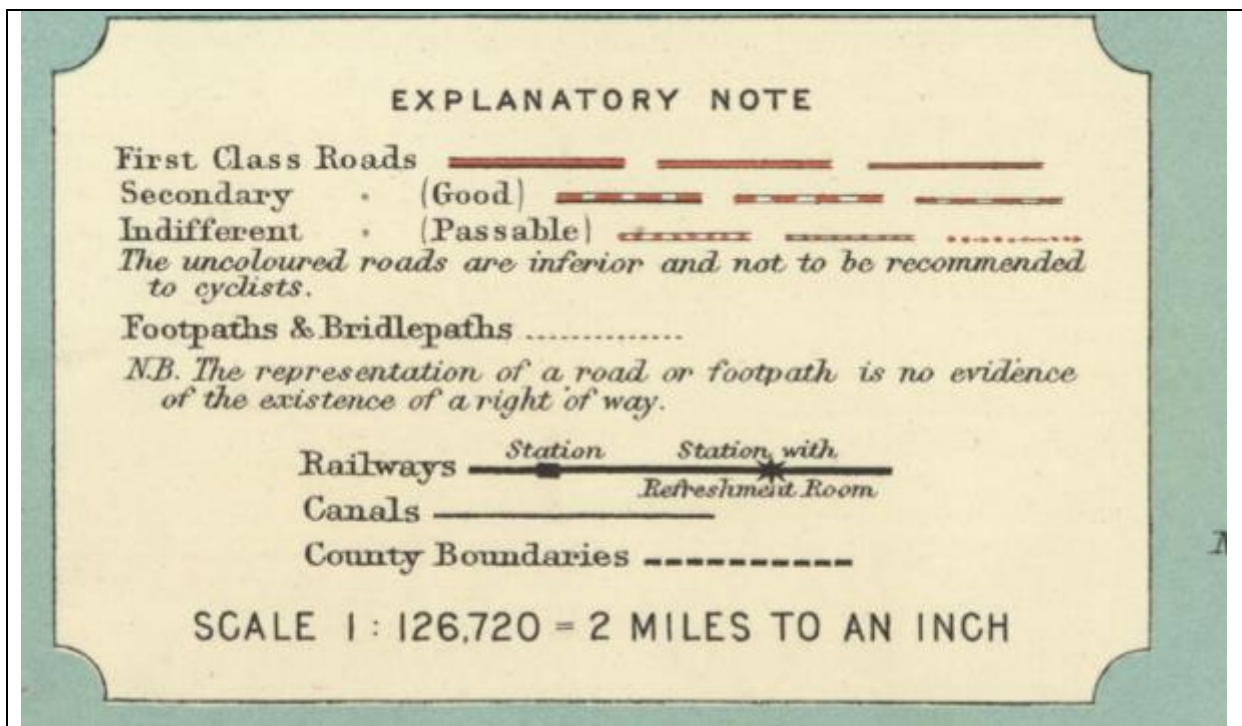 EXPLANATORY NOTE
First Class Roads
Secondary · (Good)
Indifferent · (Passable)
The uncoloured roads are inferior and not to be recommended
to cyclists.
Footpaths & Bridlepaths
N.B. The representation of a road or footpath is no evidence
of the existence of a right of way.
Railways Station Station with
Refreshment Room
Canals
County Boundaries
SCALE 1 : 126,720 = 2 MILES TO AN INCH